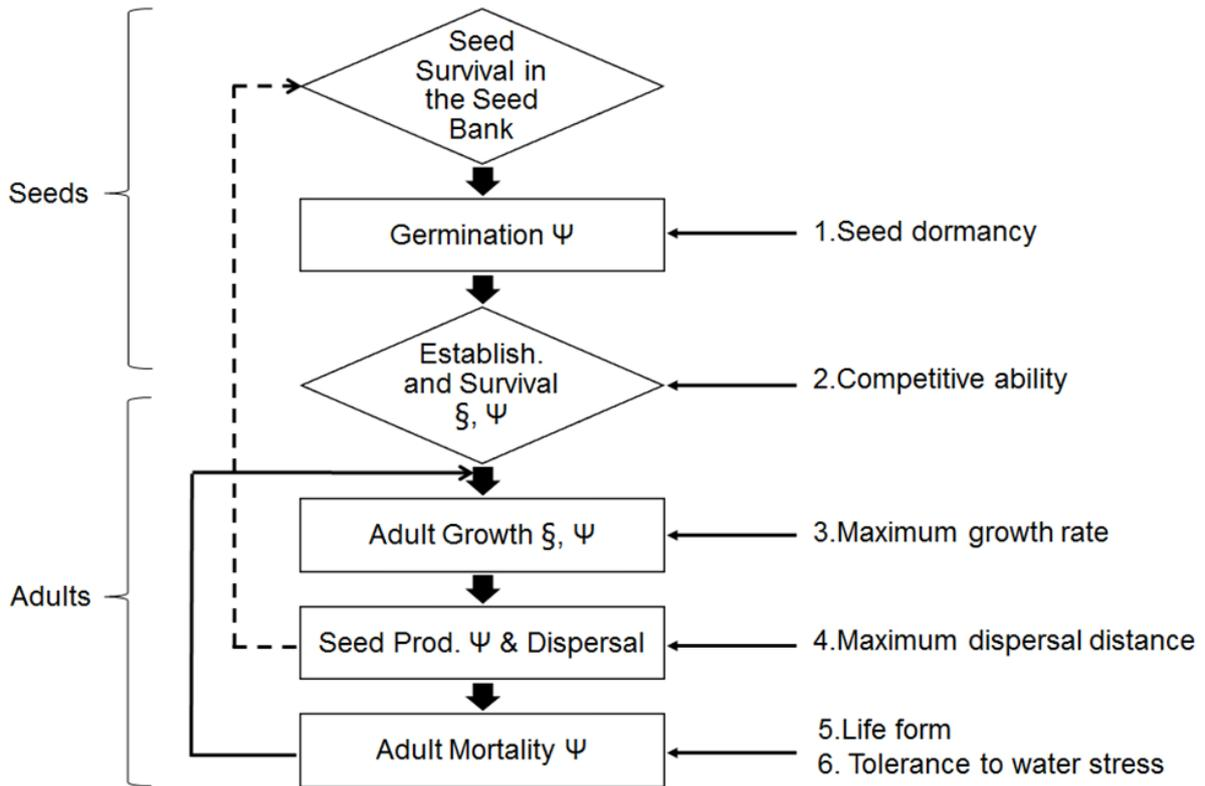 Seed
Survival in
the Seed
Bank
Seeds
Germination Ψ
1.Seed dormancy
Establish.
and Survival
§, Ψ
2.Competitive ability
Adult Growth §, Ψ
3.Maximum growth rate
Adults
Seed Prod. Ψ & Dispersal
4.Maximum dispersal distance
Adult Mortality Ψ
5.Life form
6. Tolerance to water stress